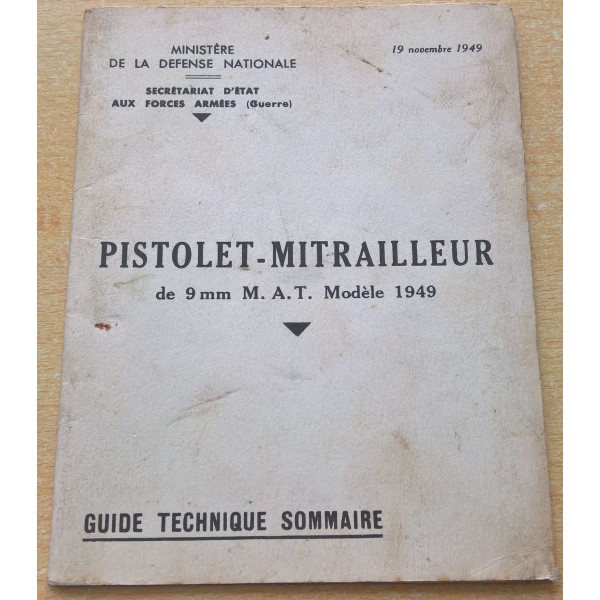 MINISTÈRE
DE LA DEFENSE NATIONALE
SECRÉTARIAT D'ÉTAT
AUX FORCES ARMÉES (Guerre)
19 novembre 1949
PISTOLET-MITRAILLEUR
de 9 mm M. A. T. Modèle 1949
GUIDE TECHNIQUE SOMMAIRE